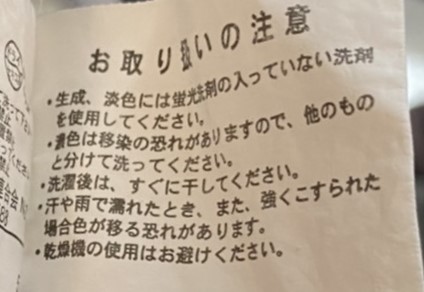 お取り扱いの注意
・生成、淡色には蛍光洗剤の入っていない洗剤
を使用してください。
・濃色は移染の恐れがありますので、他のもの
と分けて洗ってください。
・洗濯後は、すぐに干してください。
・汗や雨で濡れたとき、また、強くこすられた
場合色が移る恐れがあります。
・乾燥機の使用はお避けください。